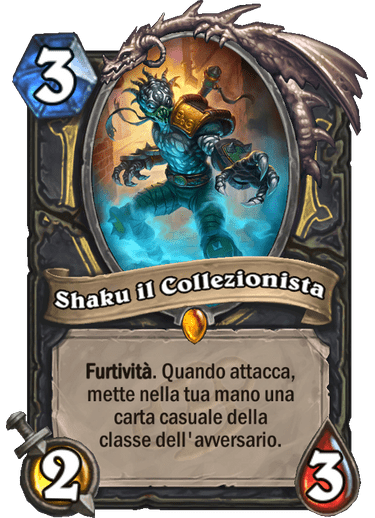 3
Shaku il Collezionista
Furtività. Quando attacca,
mette nella tua mano una
carta casuale della
classe dell'avversario.
2
3